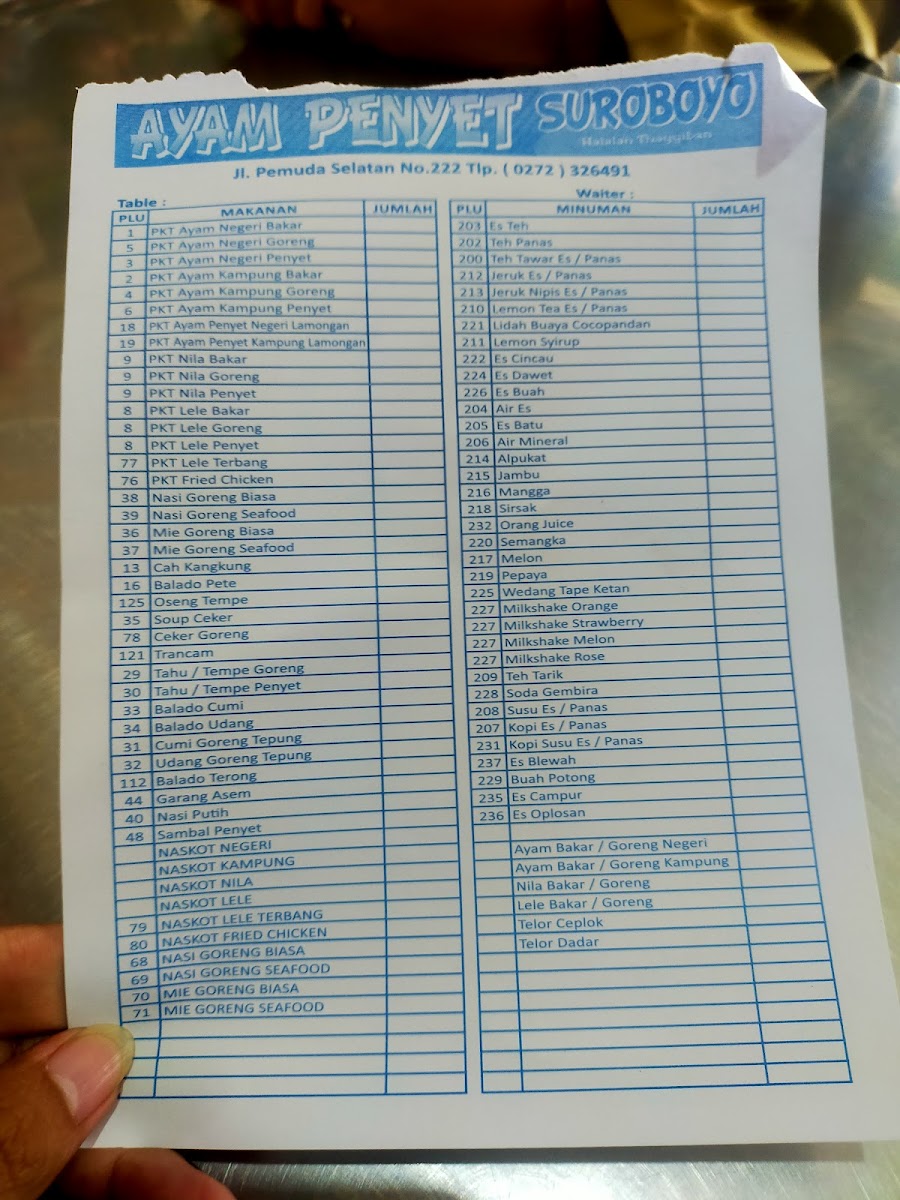 AYAM PENYET SUROBOYO
Halalan Thoyyiban
Jl. Pemuda Selatan No.222 Tlp. ( 0272 ) 326491
Table :
PLU MAKANAN JUMLAH
1 PKT Ayam Negeri Bakar
5 PKT Ayam Negeri Goreng
3 PKT Ayam Negeri Penyet
2 PKT Ayam Kampung Bakar
4 PKT Ayam Kampung Goreng
6 PKT Ayam Kampung Penyet
18 PKT Ayam Penyet Negeri Lamongan
19 PKT Ayam Penyet Kampung Lamongan
9 PKT Nila Bakar
9 PKT Nila Goreng
9 PKT Nila Penyet
8 PKT Lele Bakar
8 PKT Lele Goreng
8 PKT Lele Penyet
77 PKT Lele Terbang
76 PKT Fried Chicken
38 Nasi Goreng Biasa
39 Nasi Goreng Seafood
36 Mie Goreng Biasa
37 Mie Goreng Seafood
13 Cah Kangkung
16 Balado Pete
125 Oseng Tempe
35 Soup Ceker
78 Ceker Goreng
121 Trancam
29 Tahu / Tempe Goreng
30 Tahu / Tempe Penyet
33 Balado Cumi
34 Balado Udang
31 Cumi Goreng Tepung
32 Udang Goreng Tepung
112 Balado Terong
44 Garang Asem
40 Nasi Putih
48 Sambal Penyet
NASKOT NEGERI
NASKOT KAMPUNG
NASKOT NILA
NASKOT LELE
79 NASKOT LELE TERBANG
80 NASKOT FRIED CHICKEN
68 NASI GORENG BIASA
69 NASI GORENG SEAFOOD
70 MIE GORENG BIASA
71 MIE GORENG SEAFOOD
Waiter :
PLU MINUMAN JUMLAH
203 Es Teh
202 Teh Panas
200 Teh Tawar Es / Panas
212 Jeruk Es / Panas
213 Jeruk Nipis Es / Panas
210 Lemon Tea Es / Panas
221 Lidah Buaya Cocopandan
211 Lemon Syirup
222 Es Cincau
224 Es Dawet
226 Es Buah
204 Air Es
205 Es Batu
206 Air Mineral
214 Alpukat
215 Jambu
216 Mangga
218 Sirsak
232 Orang Juice
220 Semangka
217 Melon
219 Pepaya
225 Wedang Tape Ketan
227 Milkshake Orange
227 Milkshake Strawberry
227 Milkshake Melon
227 Milkshake Rose
209 Teh Tarik
228 Soda Gembira
208 Susu Es / Panas
207 Kopi Es / Panas
231 Kopi Susu Es / Panas
237 Es Blewah
229 Buah Potong
235 Es Campur
236 Es Oplosan
Ayam Bakar / Goreng Negeri
Ayam Bakar / Goreng Kampung
Nila Bakar / Goreng
Lele Bakar / Goreng
Telor Ceplok
Telor Dadar